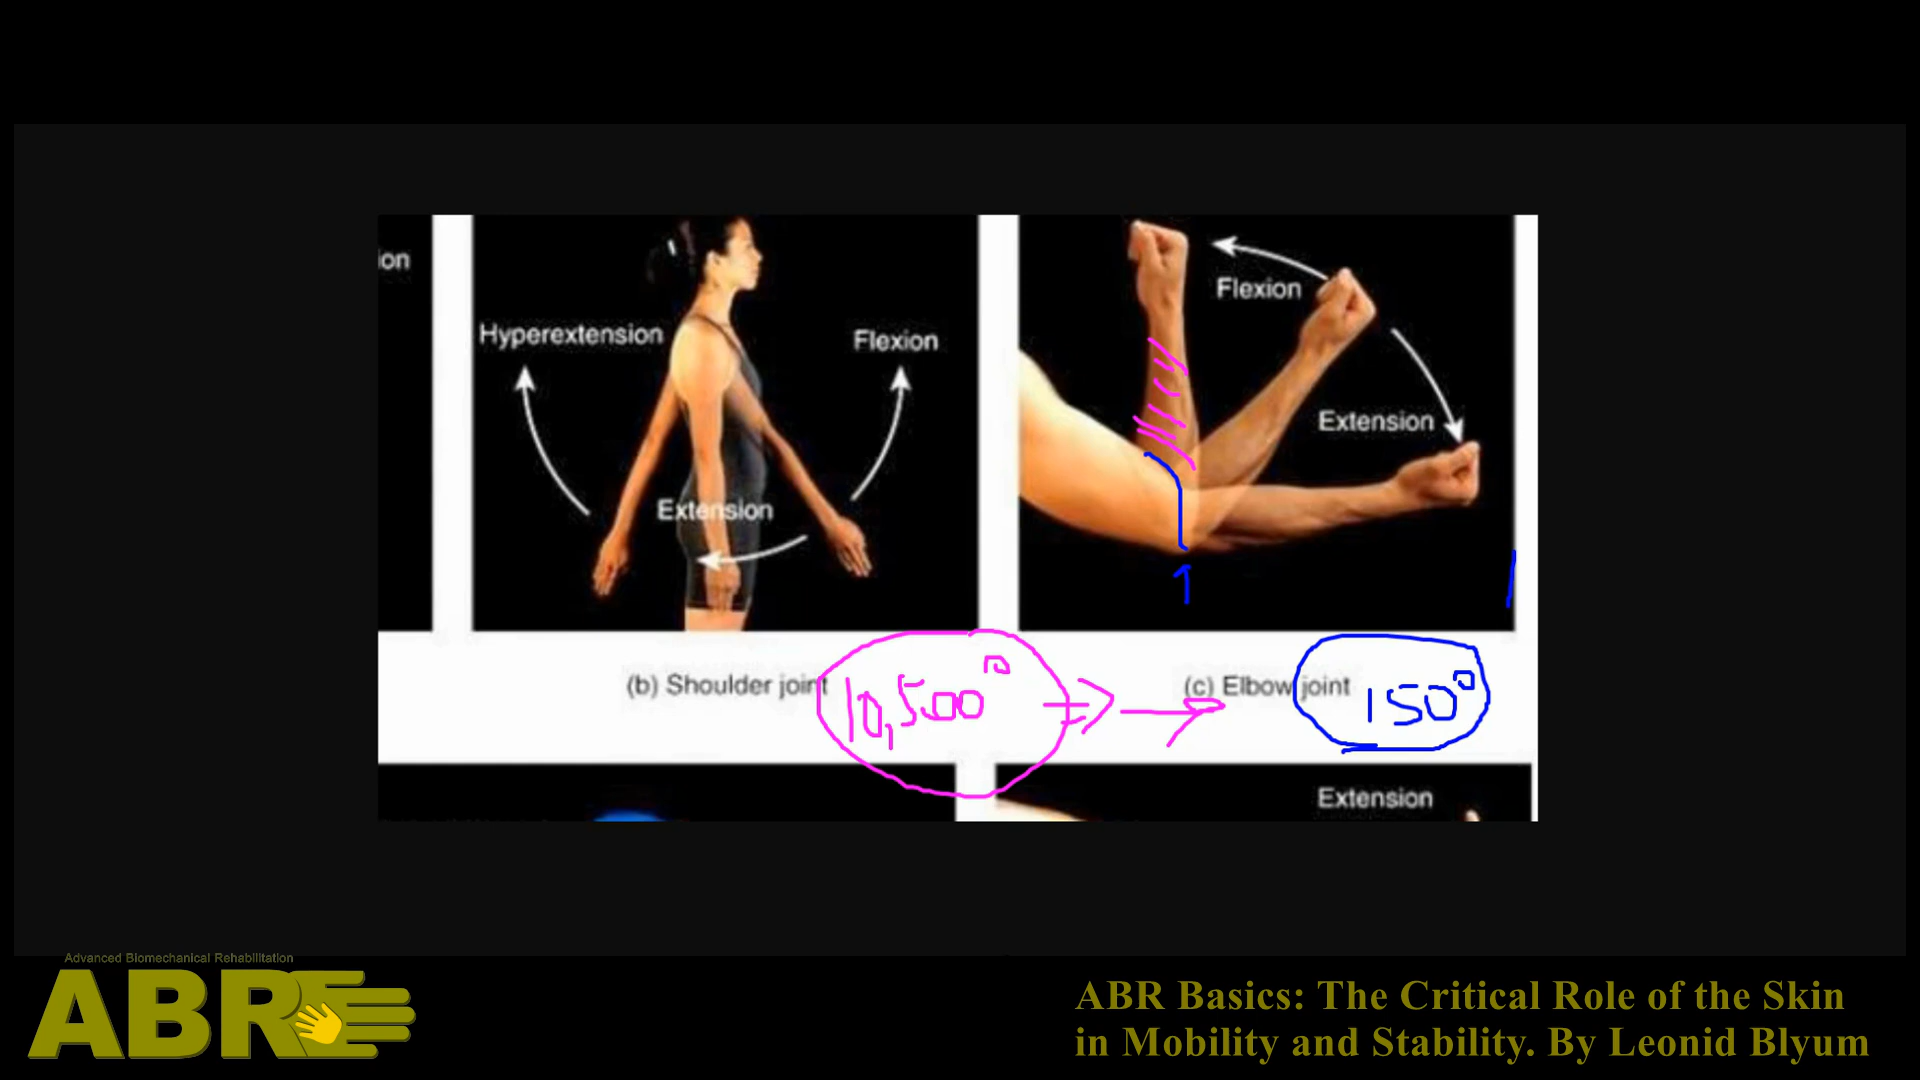 ion
Hyperextension
Flexion
Extension
Flexion
Extension
(b) Shoulder joint
10,500°
(c) Elbow joint
150°
Extension
Advanced Biomechanical Rehabilitation
ABR
ABR Basics: The Critical Role of the Skin
in Mobility and Stability. By Leonid Blyum